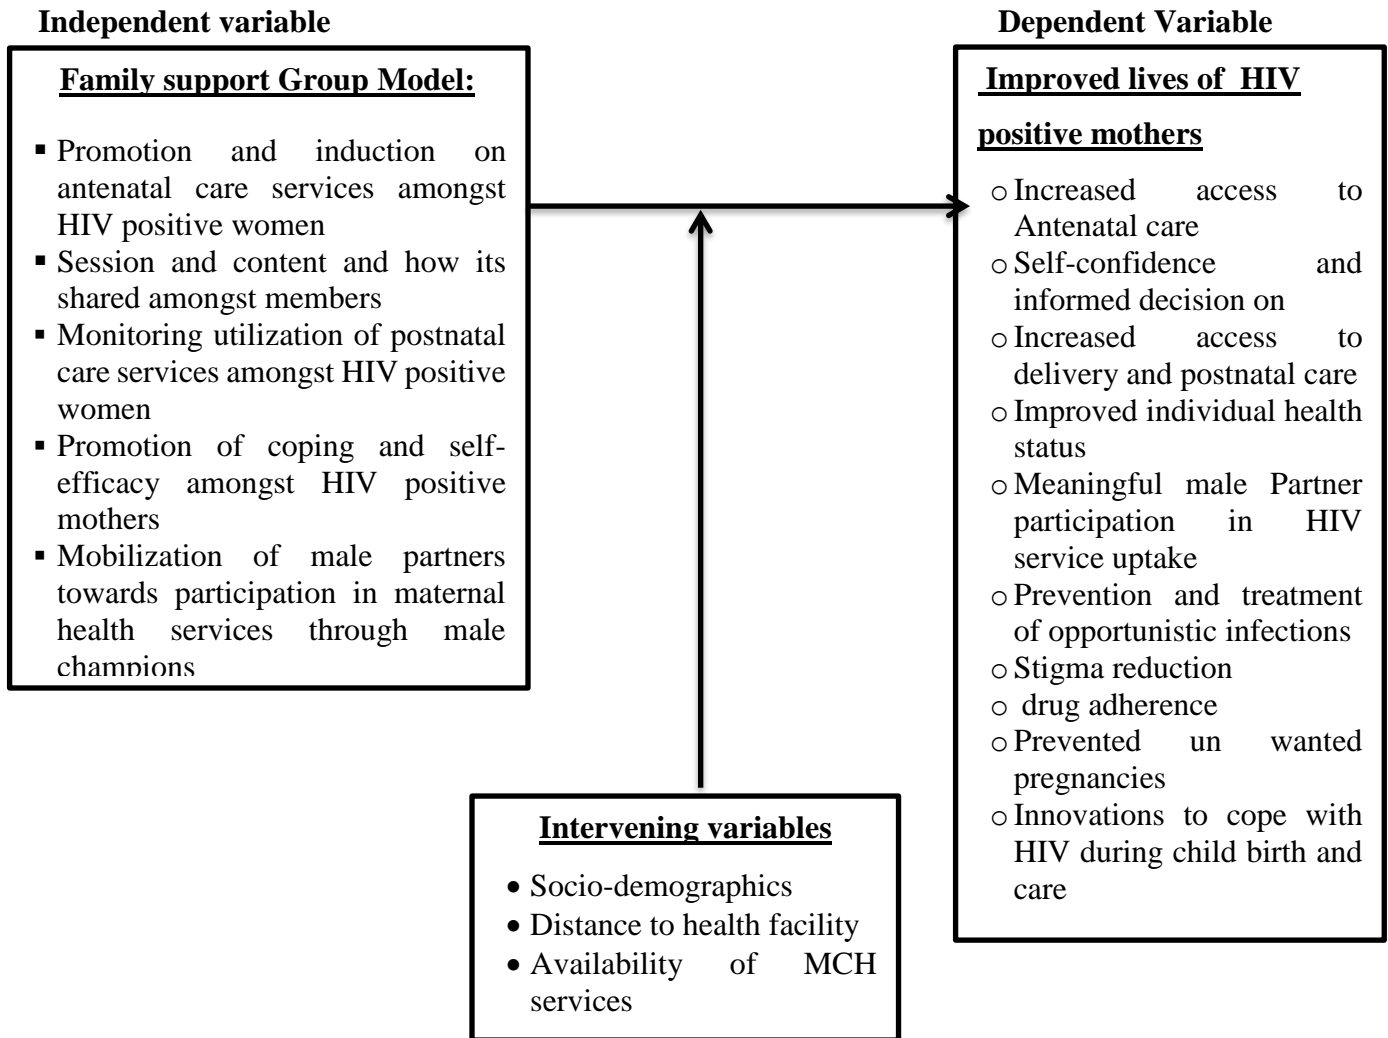 Independent variable
Family support Group Model:
▪ Promotion and induction on
antenatal care services amongst
HIV positive women
▪ Session and content and how its
shared amongst members
▪ Monitoring utilization of postnatal
care services amongst HIV positive
women
▪ Promotion of coping and self-
efficacy amongst HIV positive
mothers
▪ Mobilization of male partners
towards participation in maternal
health services through male
champions
Dependent Variable
Improved lives of HIV
positive mothers
o Increased access to
Antenatal care
o Self-confidence and
informed decision on
o Increased access to
delivery and postnatal care
o Improved individual health
status
o Meaningful male Partner
participation in HIV
service uptake
o Prevention and treatment
of opportunistic infections
o Stigma reduction
o drug adherence
o Prevented un wanted
pregnancies
o Innovations to cope with
HIV during child birth and
care
Intervening variables
• Socio-demographics
• Distance to health facility
• Availability of MCH
services